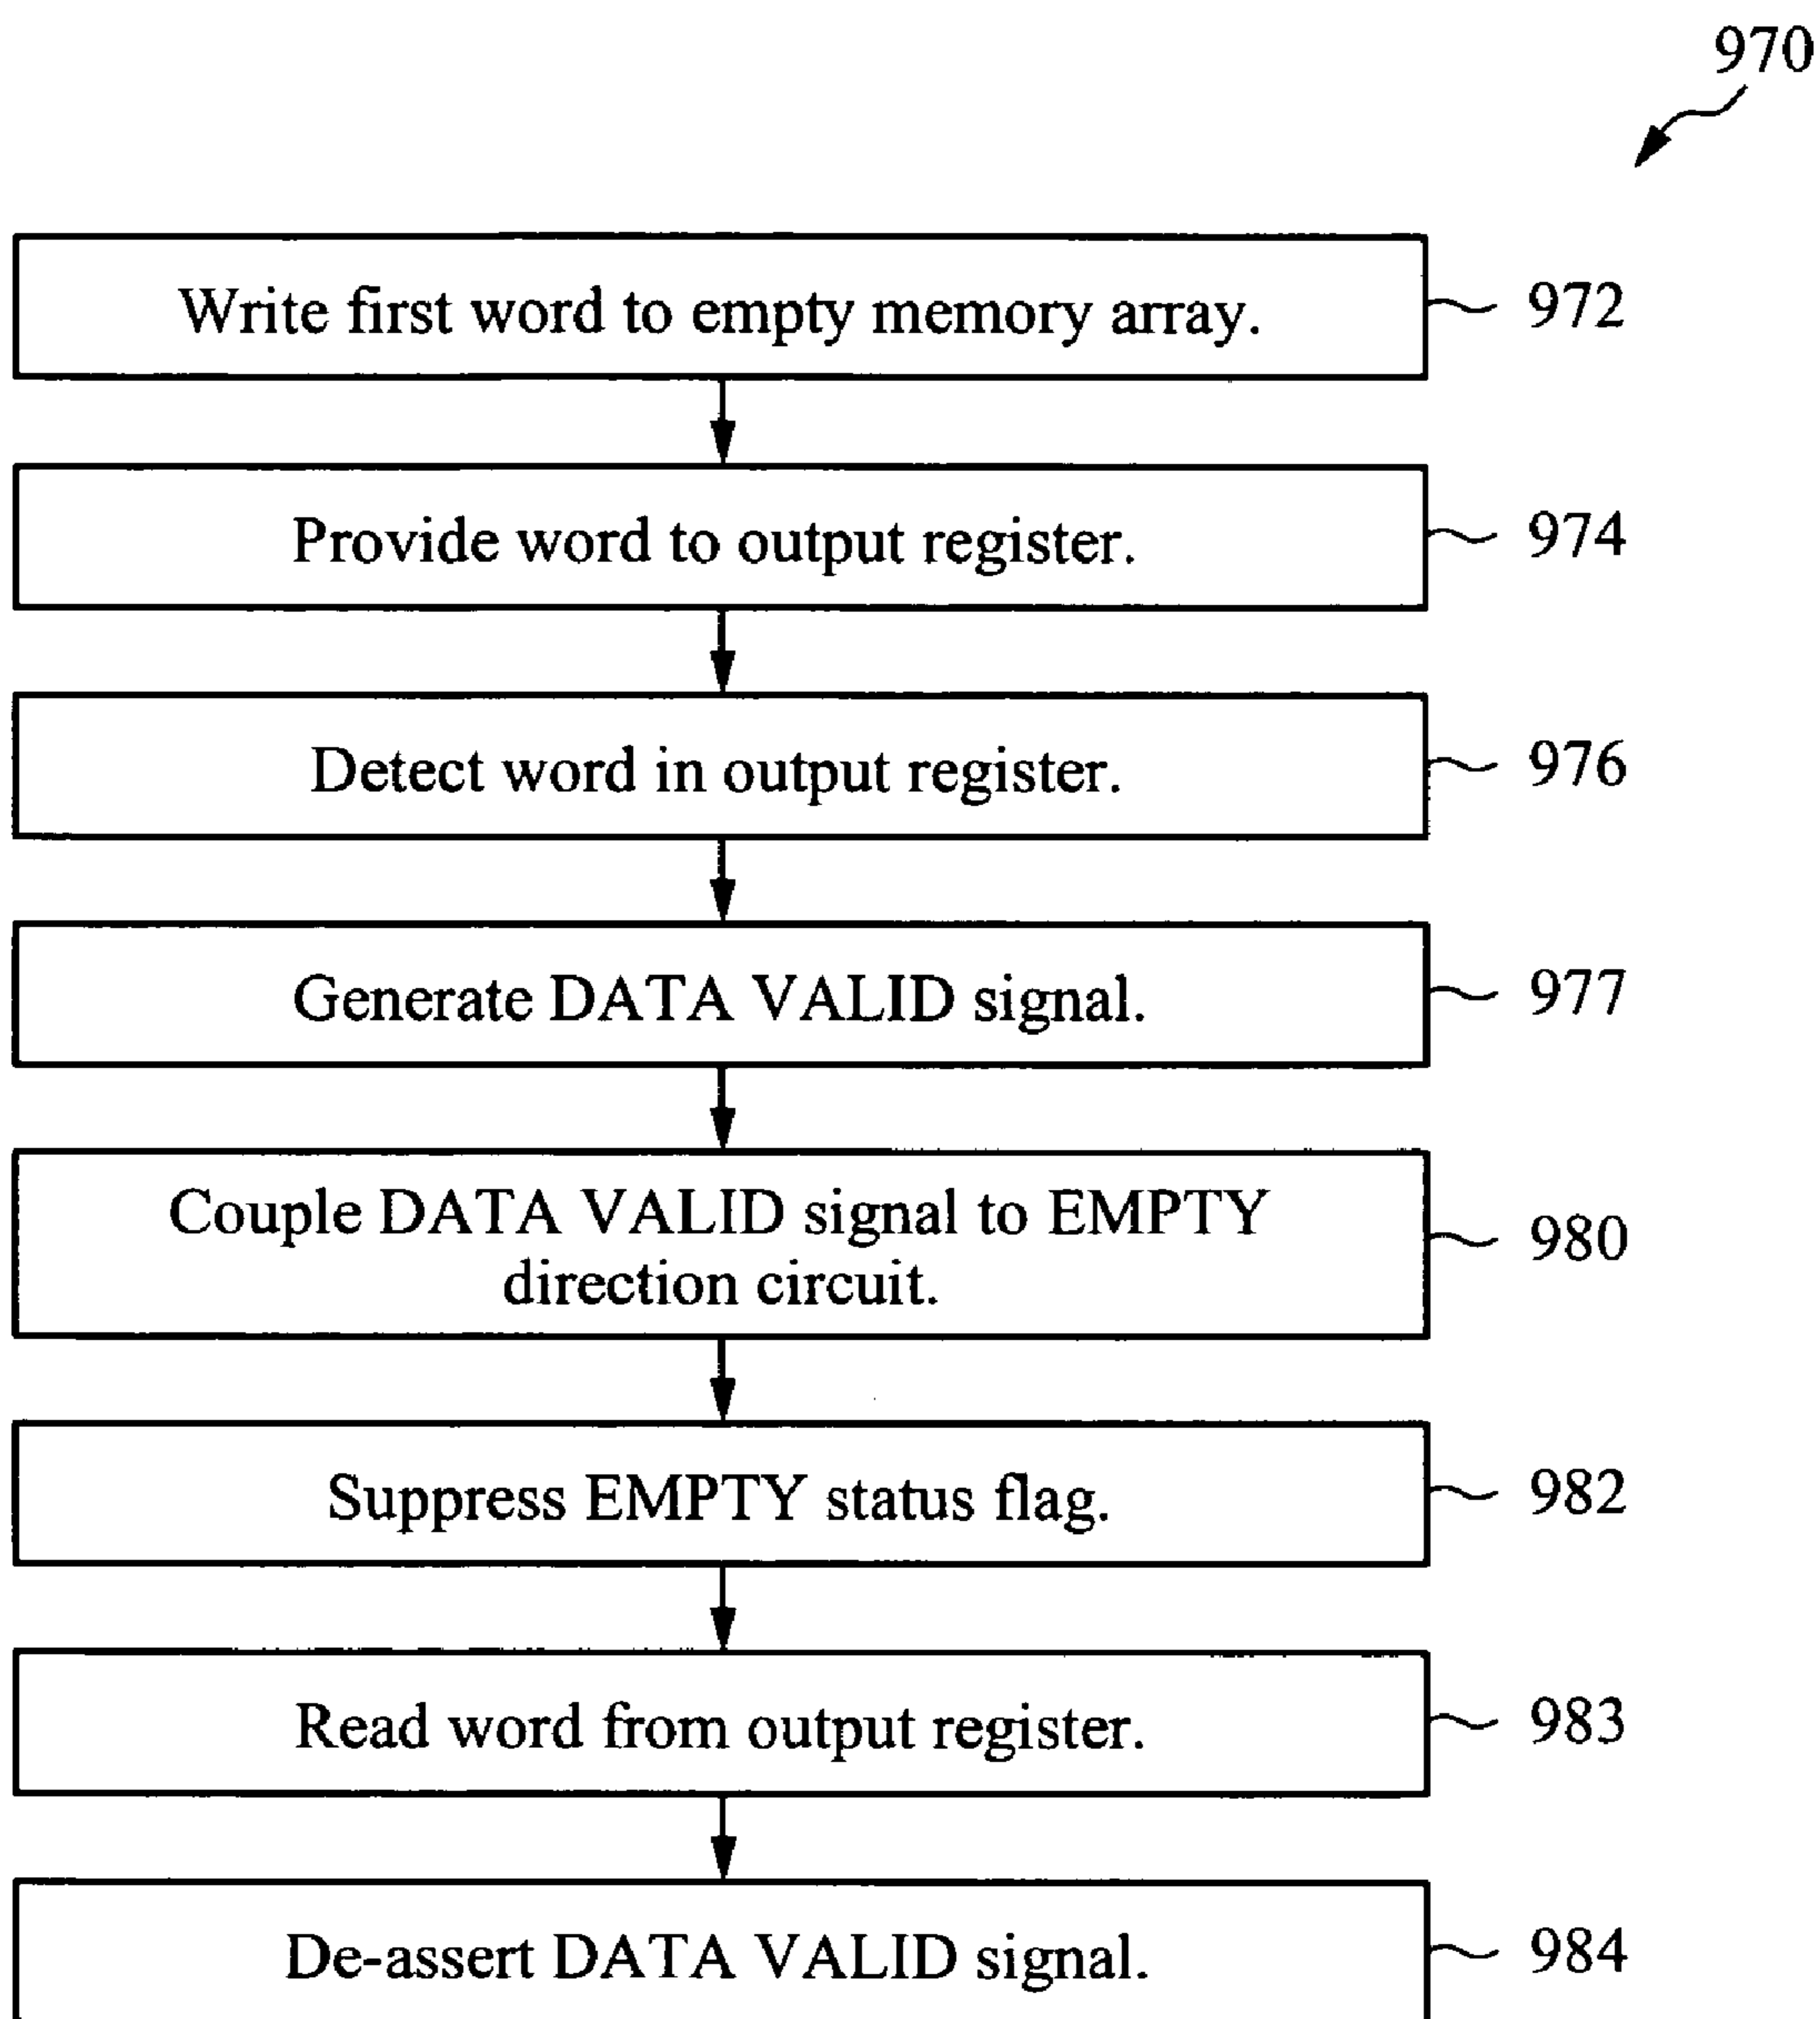 970
Write first word to empty memory array.
972
Provide word to output register.
974
Detect word in output register.
976
Generate DATA VALID signal.
977
Couple DATA VALID signal to EMPTY
direction circuit.
980
Suppress EMPTY status flag.
982
Read word from output register.
983
De-assert DATA VALID signal.
984